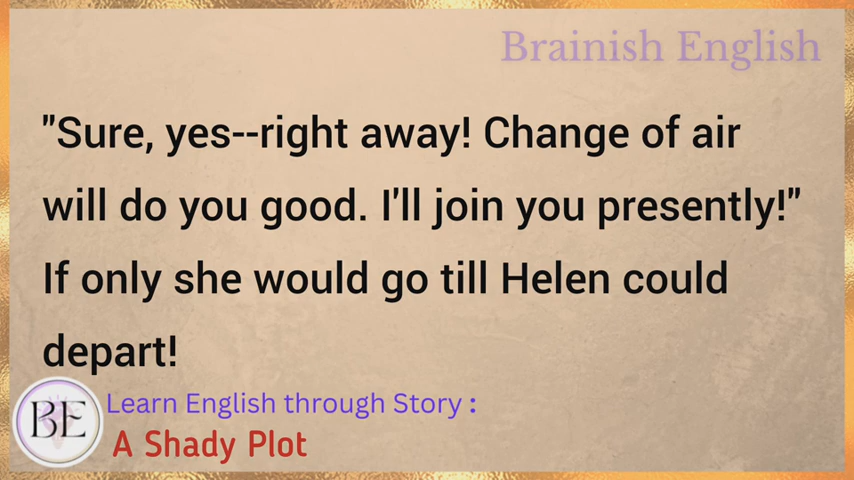 Brainish English
"Sure, yes--right away! Change of air
will do you good. I'll join you presently!"
If only she would go till Helen could
depart!
BE
Learn English through Story :
A Shady Plot